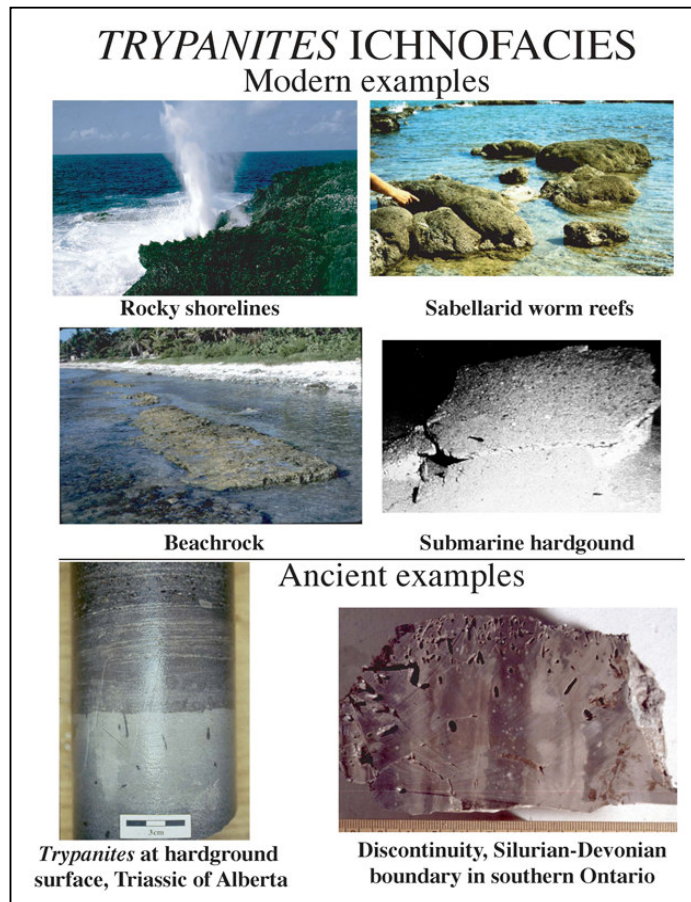 TRYPANITES ICHNOFACIES
Modern examples
Rocky shorelines
Sabellarid worm reefs
Beachrock
Submarine hardgound
Ancient examples
3cm
Trypanites at hardground
surface, Triassic of Alberta
Discontinuity, Silurian-Devonian
boundary in southern Ontario